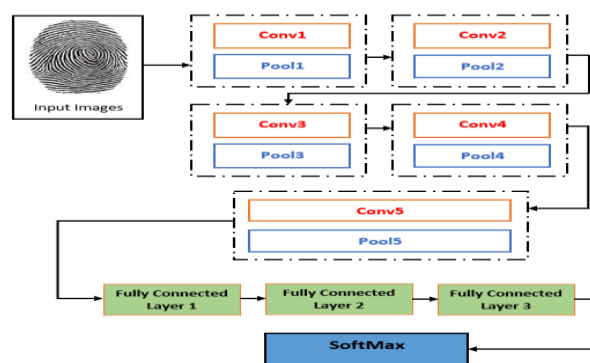 Input Images
Conv1
Pool1
Conv2
Pool2
Conv3
Pool3
Conv4
Pool4
Conv5
Pool5
Fully Connected
Layer 1
Fully Connected
Layer 2
Fully Connected
Layer 3
SoftMax